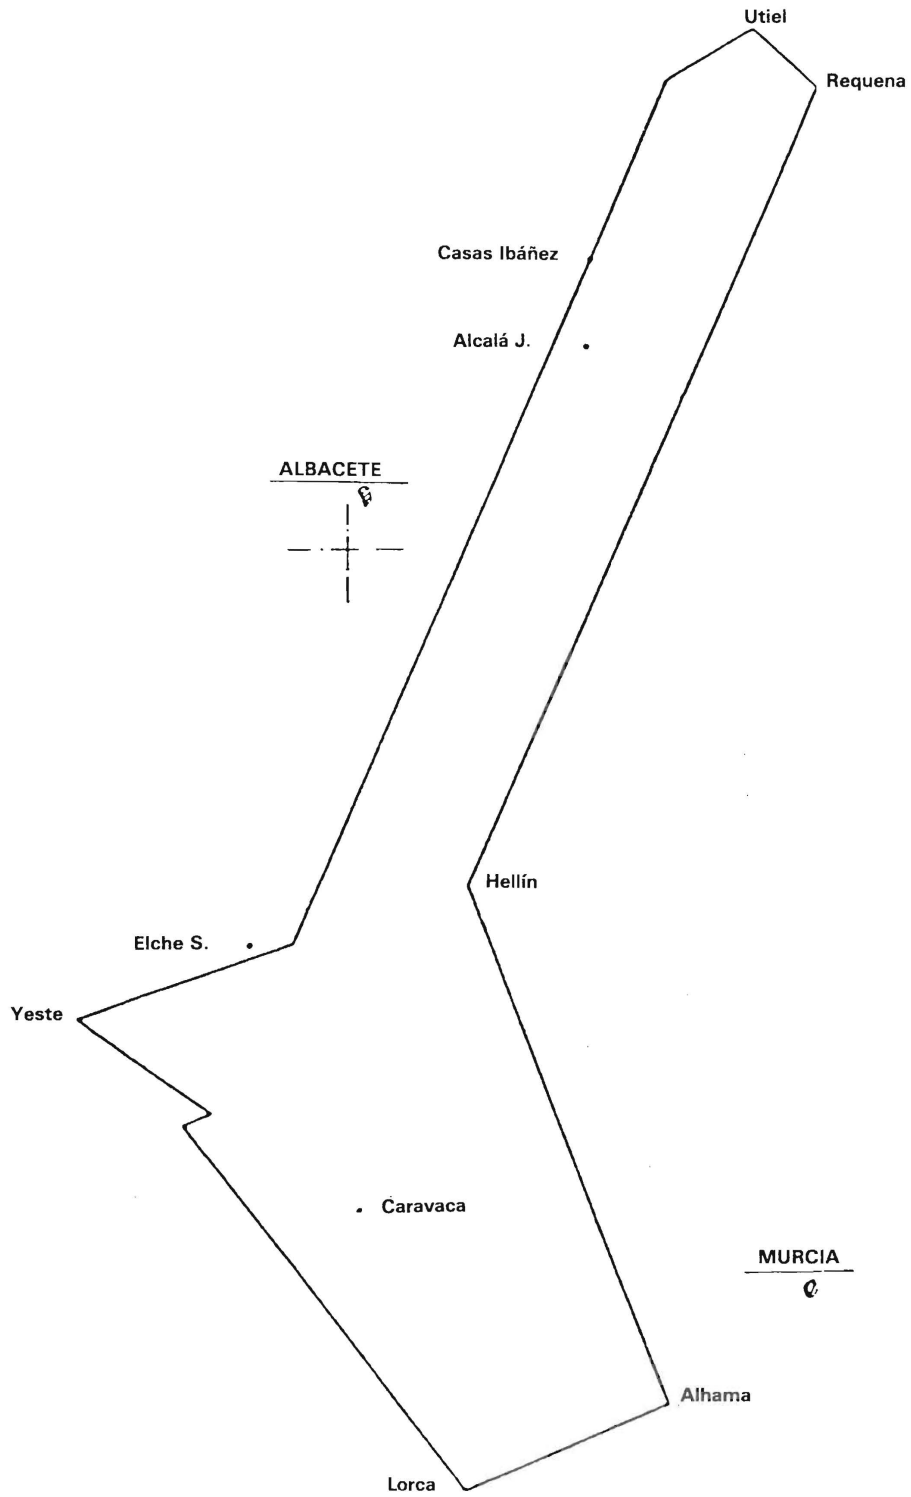 Utiel
Requena
Casas Ibáñez
Alcalá J.
ALBACETE
Hellín
Elche S.
Yeste
Caravaca
MURCIA
Alhama
Lorca